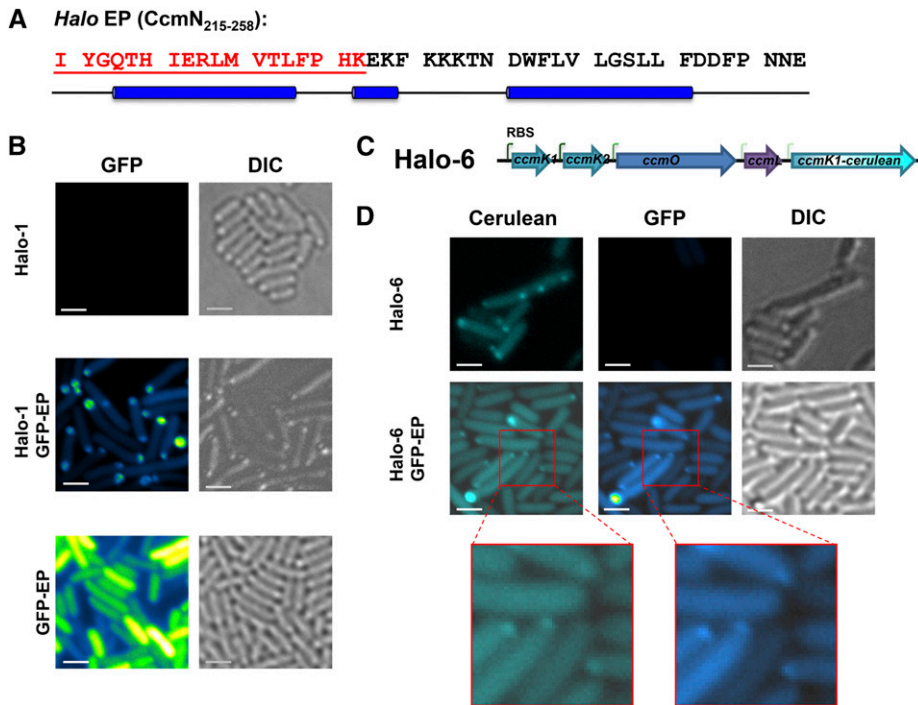 A Halo EP (CcmN215-258):
I YGQTH IERLM VTLFP HKEKF KKKTN DWFLV LGSLL FDDFP NNE
B
GFP DIC
Halo-1
Halo-1
GFP-EP
GFP-EP
C Halo-6
RBS
ccmK1 ccmK2 ccmO ccmL ccmK1-cerulean
D
Cerulean GFP DIC
Halo-6
Halo-6
GFP-EP